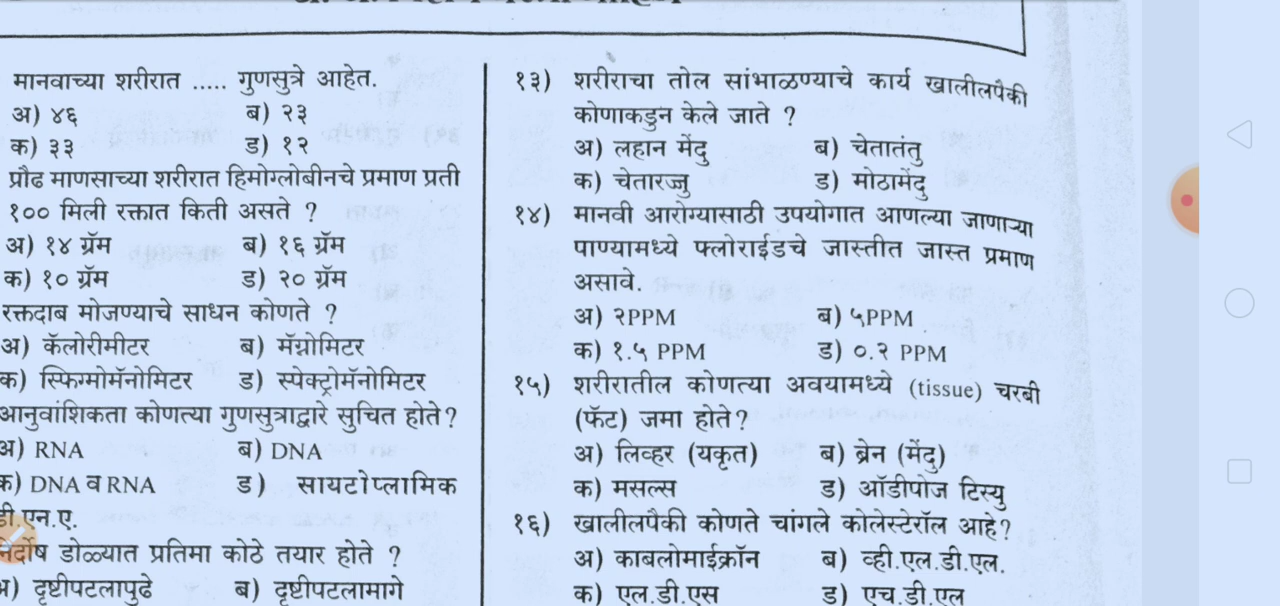 मानवाच्या शरीरात ..... गुणसुत्रे आहेत.
अ) ४६ ब) २३
क) ३३ ड) १२
प्रौढ माणसाच्या शरीरात हिमोग्लोबीनचे प्रमाण प्रती
१०० मिली रक्तात किती असते ?
अ) १४ ग्रॅम ब) १६ ग्रॅम
क) १० ग्रॅम ड) २० ग्रॅम
रक्तदाब मोजण्याचे साधन कोणते ?
अ) कॅलोरीमीटर ब) मॅग्नोमिटर
क) स्फिग्मोमॅनोमिटर ड) स्पेक्ट्रोमॅनोमिटर
आनुवांशिकता कोणत्या गुणसुत्राद्वारे सुचित होते?
अ) RNA ब) DNA
क) DNA व RNA ड) सायटोप्लामिक
डी एन.ए.
निर्दोष डोळ्यात प्रतिमा कोठे तयार होते ?
अ) दृष्टीपटलापुढे ब) दृष्टीपटलामागे
१३) शरीराचा तोल सांभाळण्याचे कार्य खालीलपैकी
कोणाकडुन केले जाते ?
अ) लहान मेंदु ब) चेतातंतु
क) चेतारज्जु ड) मोठामेंदु
१४) मानवी आरोग्यासाठी उपयोगात आणल्या जाणाऱ्या
पाण्यामध्ये फ्लोराईडचे जास्तीत जास्त प्रमाण
असावे.
अ) २PPM ब) ५PPM
क) १.५ PPM ड) ०.२ PPM
१५) शरीरातील कोणत्या अवयामध्ये (tissue) चरबी
(फॅट) जमा होते?
अ) लिव्हर (यकृत) ब) ब्रेन (मेंदु)
क) मसल्स ड) ऑडीपोज टिस्यु
१६) खालीलपैकी कोणते चांगले कोलेस्टेरॉल आहे?
अ) काबलोमाईक्रॉन ब) व्ही.एल.डी.एल.
क) एल.डी.एस ड) एच.डी.एल